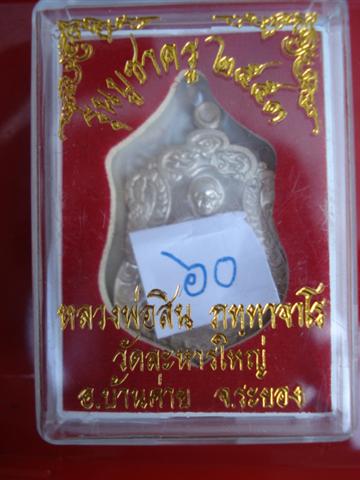 รุ่นบูชาครู ๒๕๕๓
๖๐
หลวงพ่อสิน ภทฺทาจาโร
วัดละหารใหญ่
อ.บ้านค่าย จ.ระยอง